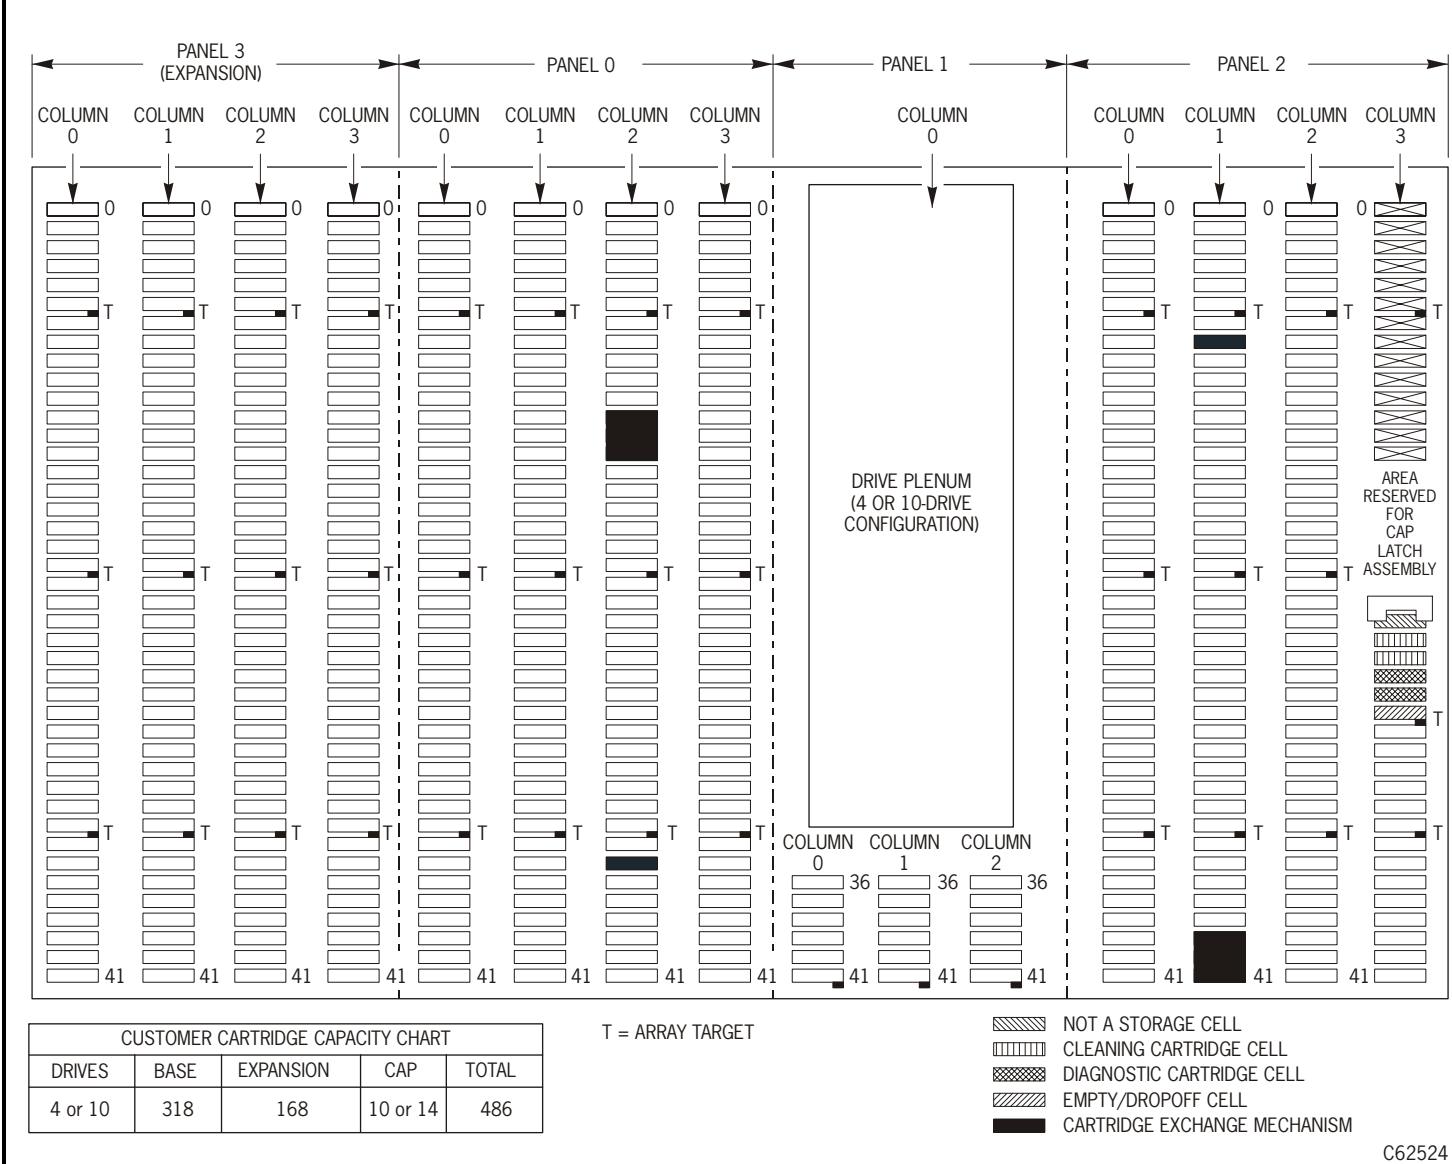 PANEL 3
(EXPANSION)
PANEL 0
PANEL 1
PANEL 2
COLUMN
0
COLUMN
1
COLUMN
2
COLUMN
3
COLUMN
0
COLUMN
1
COLUMN
2
COLUMN
3
COLUMN
0
COLUMN
0
COLUMN
1
COLUMN
2
COLUMN
3
0 0 0 0 0 0 0 0 0 0 0
T T T T T T T T T T T T
DRIVE PLENUM
(4 OR 10-DRIVE
CONFIGURATION)
AREA
RESERVED
FOR
CAP
LATCH
ASSEMBLY
T T T T T T T T T T T
T
T T T T T T T T T T T T
COLUMN
0
COLUMN
1
COLUMN
2
36 36 36
41 41 41 41 41 41 41 41 41 41 41 41 41 41
CUSTOMER CARTRIDGE CAPACITY CHART
DRIVES BASE EXPANSION CAP TOTAL
4 or 10 318 168 10 or 14 486
T = ARRAY TARGET
NOT A STORAGE CELL
CLEANING CARTRIDGE CELL
DIAGNOSTIC CARTRIDGE CELL
EMPTY/DROPOFF CELL
CARTRIDGE EXCHANGE MECHANISM
C62524